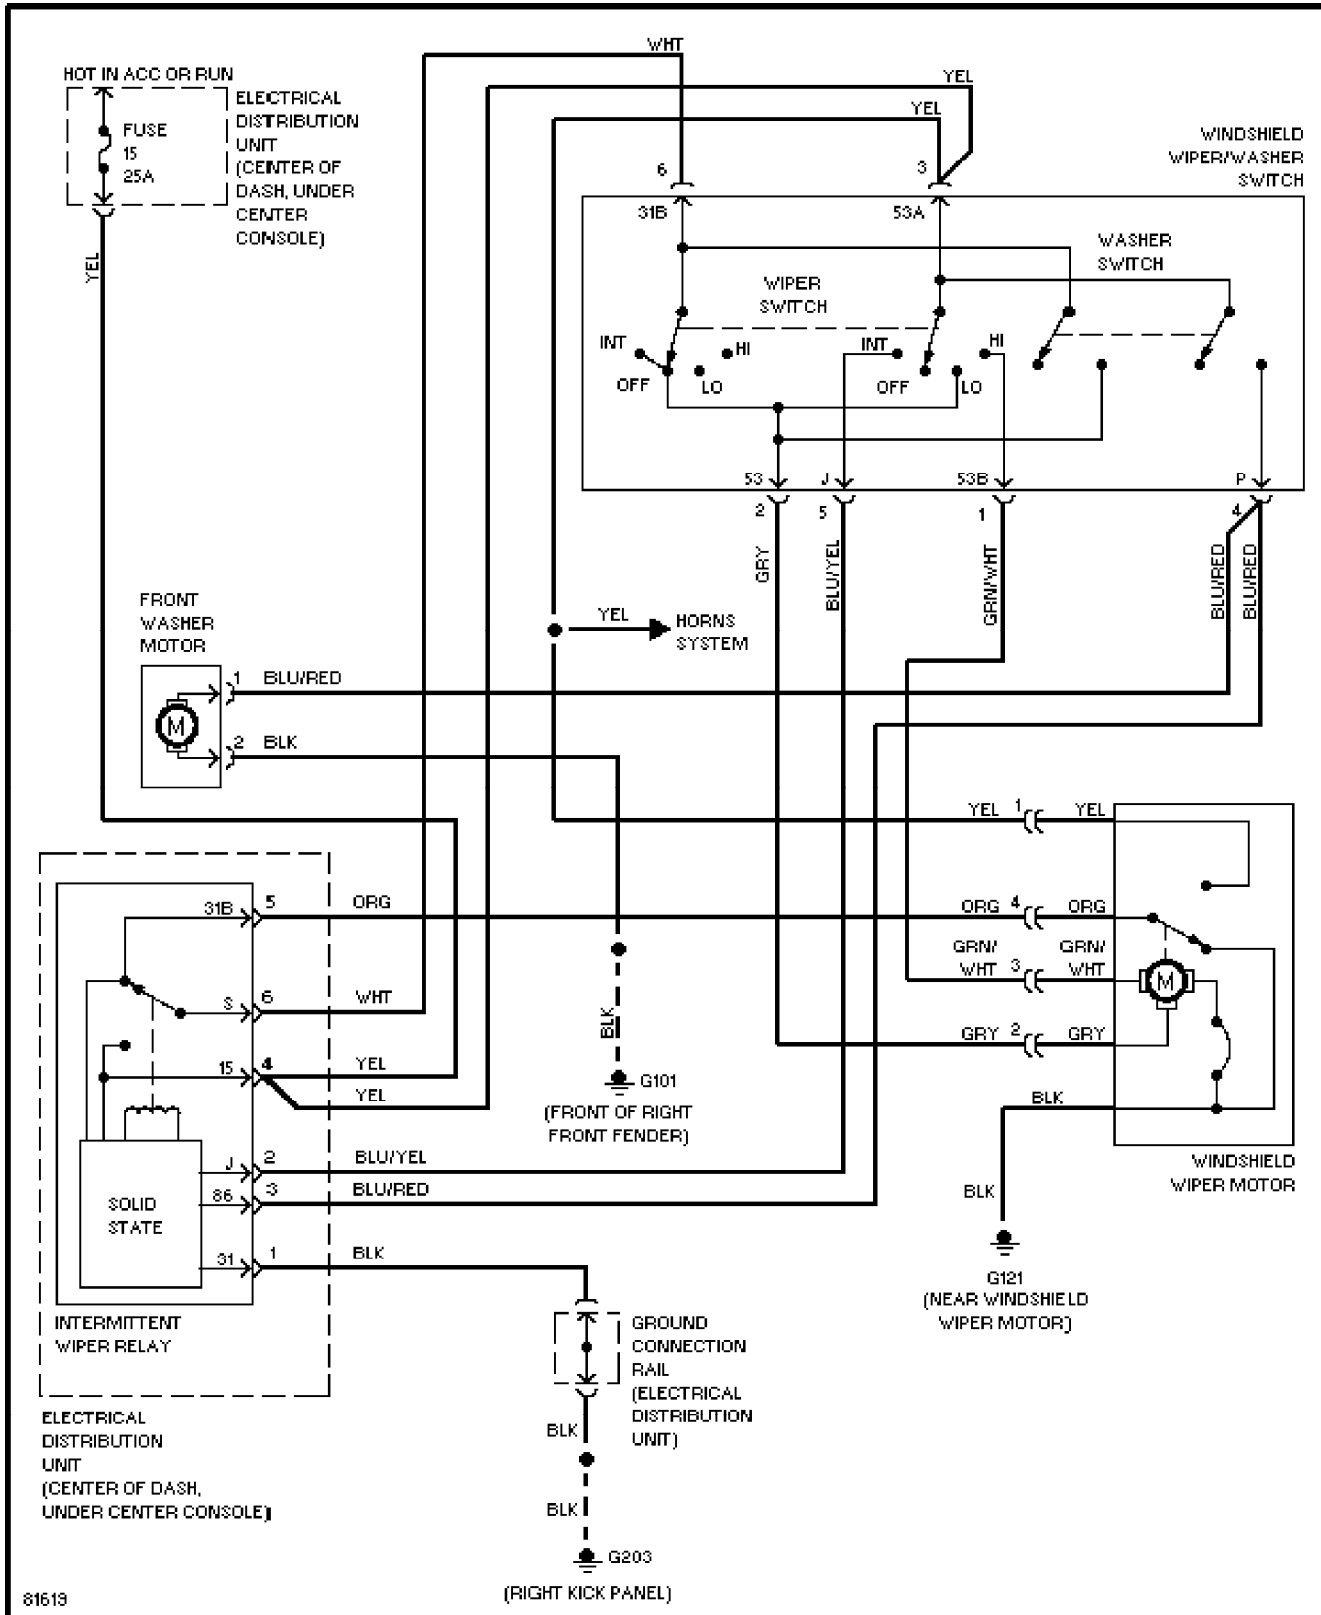 WHT
HOT IN ACC OR RUN
YEL
ELECTRICAL
DISTRIBUTION
UNIT
(CENTER OF
DASH, UNDER
CENTER
CONSOLE)
FUSE
15
25A
YEL
WINDSHIELD
WIPER/WASHER
SWITCH
6
3
31B
53A
WASHER
SWITCH
WIPER
SWITCH
INT
HI
INT
HI
OFF
LO
OFF
LO
YEL
53
J
53B
P
2
5
1
4
GRY
BLU/YEL
GRN/WHT
BLU/RED
BLU/RED
FRONT
WASHER
MOTOR
YEL
HORNS
SYSTEM
1
BLU/RED
M
2
BLK
YEL
1
YEL
31B
5
ORG
ORG
4
ORG
GRN/
WHT
3
GRN/
WHT
M
S
6
WHT
BLK
GRY
2
GRY
15
4
YEL
YEL
G101
(FRONT OF RIGHT
FRONT FENDER)
BLK
J
2
BLU/YEL
86
3
BLU/RED
SOLID
STATE
31
1
BLK
WINDSHIELD
WIPER MOTOR
BLK
G121
(NEAR WINDSHIELD
WIPER MOTOR)
INTERMITTENT
WIPER RELAY
GROUND
CONNECTION
RAIL
(ELECTRICAL
DISTRIBUTION
UNIT)
ELECTRICAL
DISTRIBUTION
UNIT
(CENTER OF DASH,
UNDER CENTER CONSOLE)
BLK
BLK
G203
(RIGHT KICK PANEL)
81619